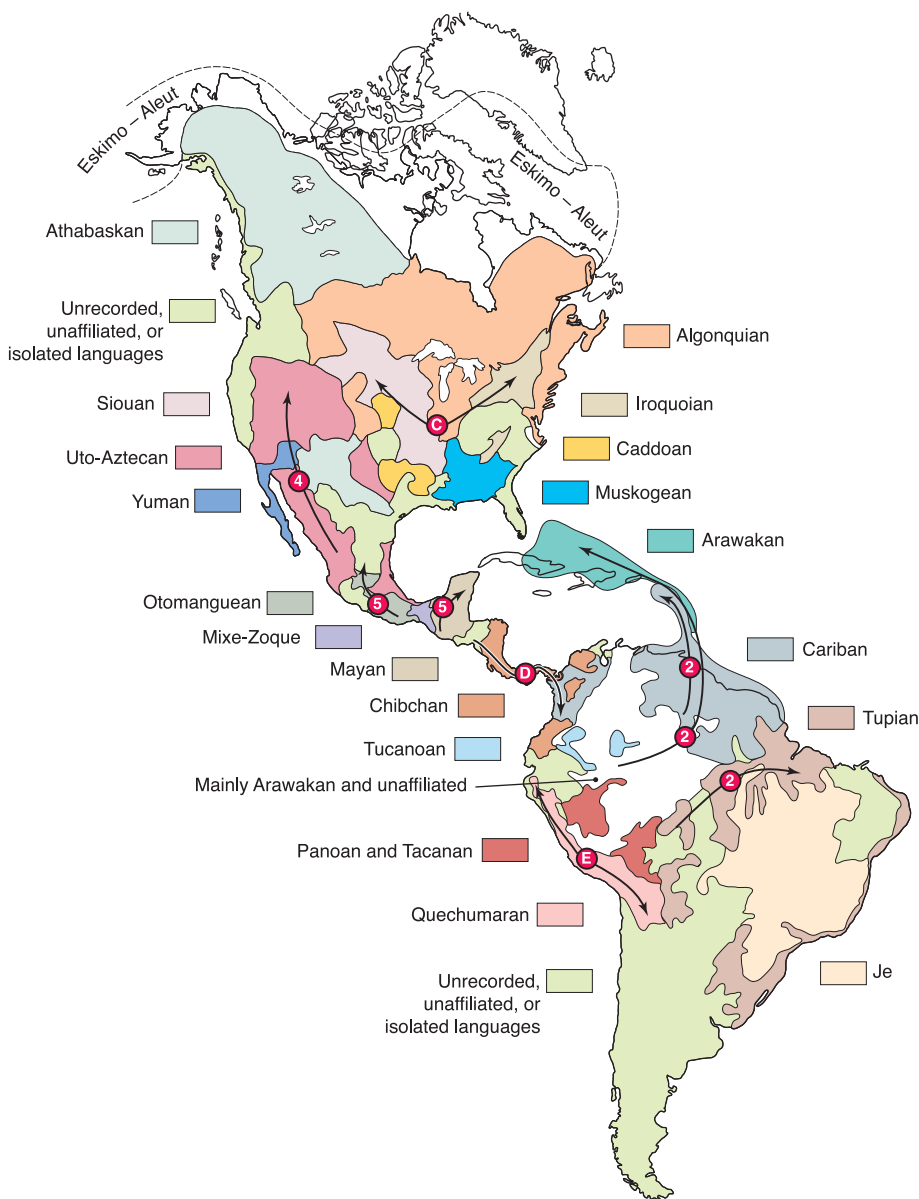 Eskimo – Aleut
Eskimo – Aleut
Athabaskan
Unrecorded,
unaffiliated, or
isolated languages
Algonquian
Siouan
Iroquoian
C
Uto-Aztecan
Caddoan
4
Yuman
Muskogean
Arawakan
Otomanguean
5
5
Mixe-Zoque
Mayan
2
Cariban
D
Chibchan
Tupian
Tucanoan
2
Mainly Arawakan and unaffiliated
2
Panoan and Tacanan
E
Quechumaran
Unrecorded,
unaffiliated, or
isolated languages
Je